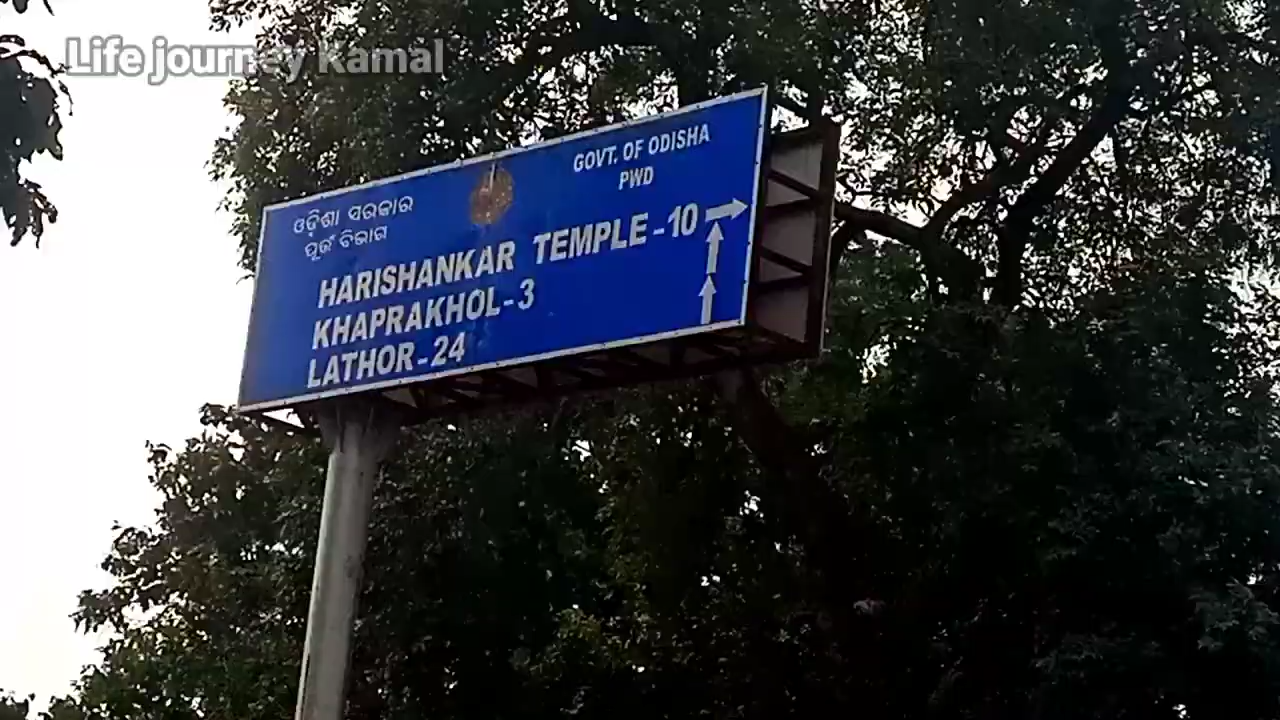 Life journey Kamal
ଓଡ଼ିଶା ସରକାର
ପୂର୍ତ୍ତ ବିଭାଗ
GOVT. OF ODISHA
PWD
HARISHANKAR TEMPLE-10
KHAPRAKHOL-3
LATHOR-24